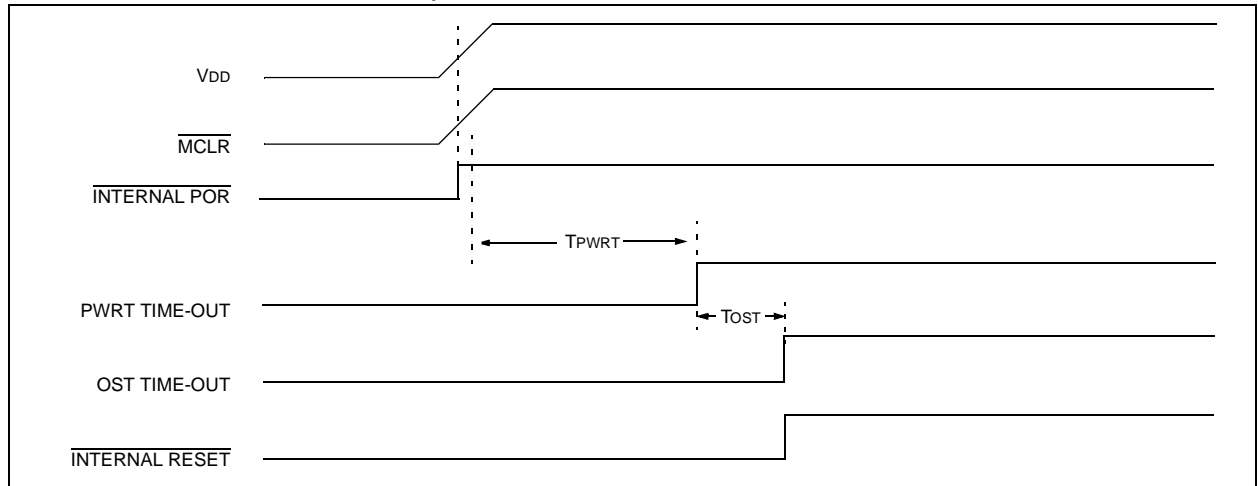 VDD
MCLR
INTERNAL POR
TPWRT
PWRT TIME-OUT
TOST
OST TIME-OUT
INTERNAL RESET